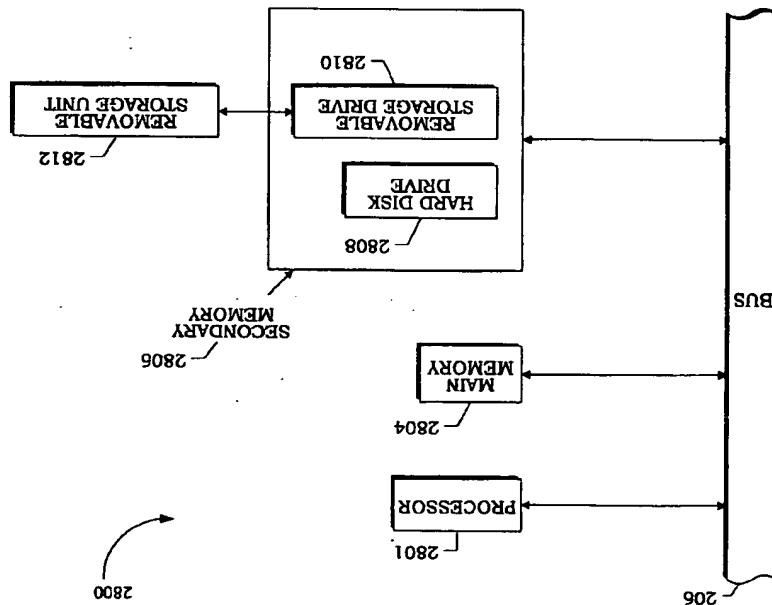 2800
206
2801
PROCESSOR
2804
MAIN
MEMORY
2806
SECONDARY
MEMORY
BUS
2808
HARD DISK
DRIVE
2810
REMOVABLE
STORAGE DRIVE
2812
REMOVABLE
STORAGE UNIT